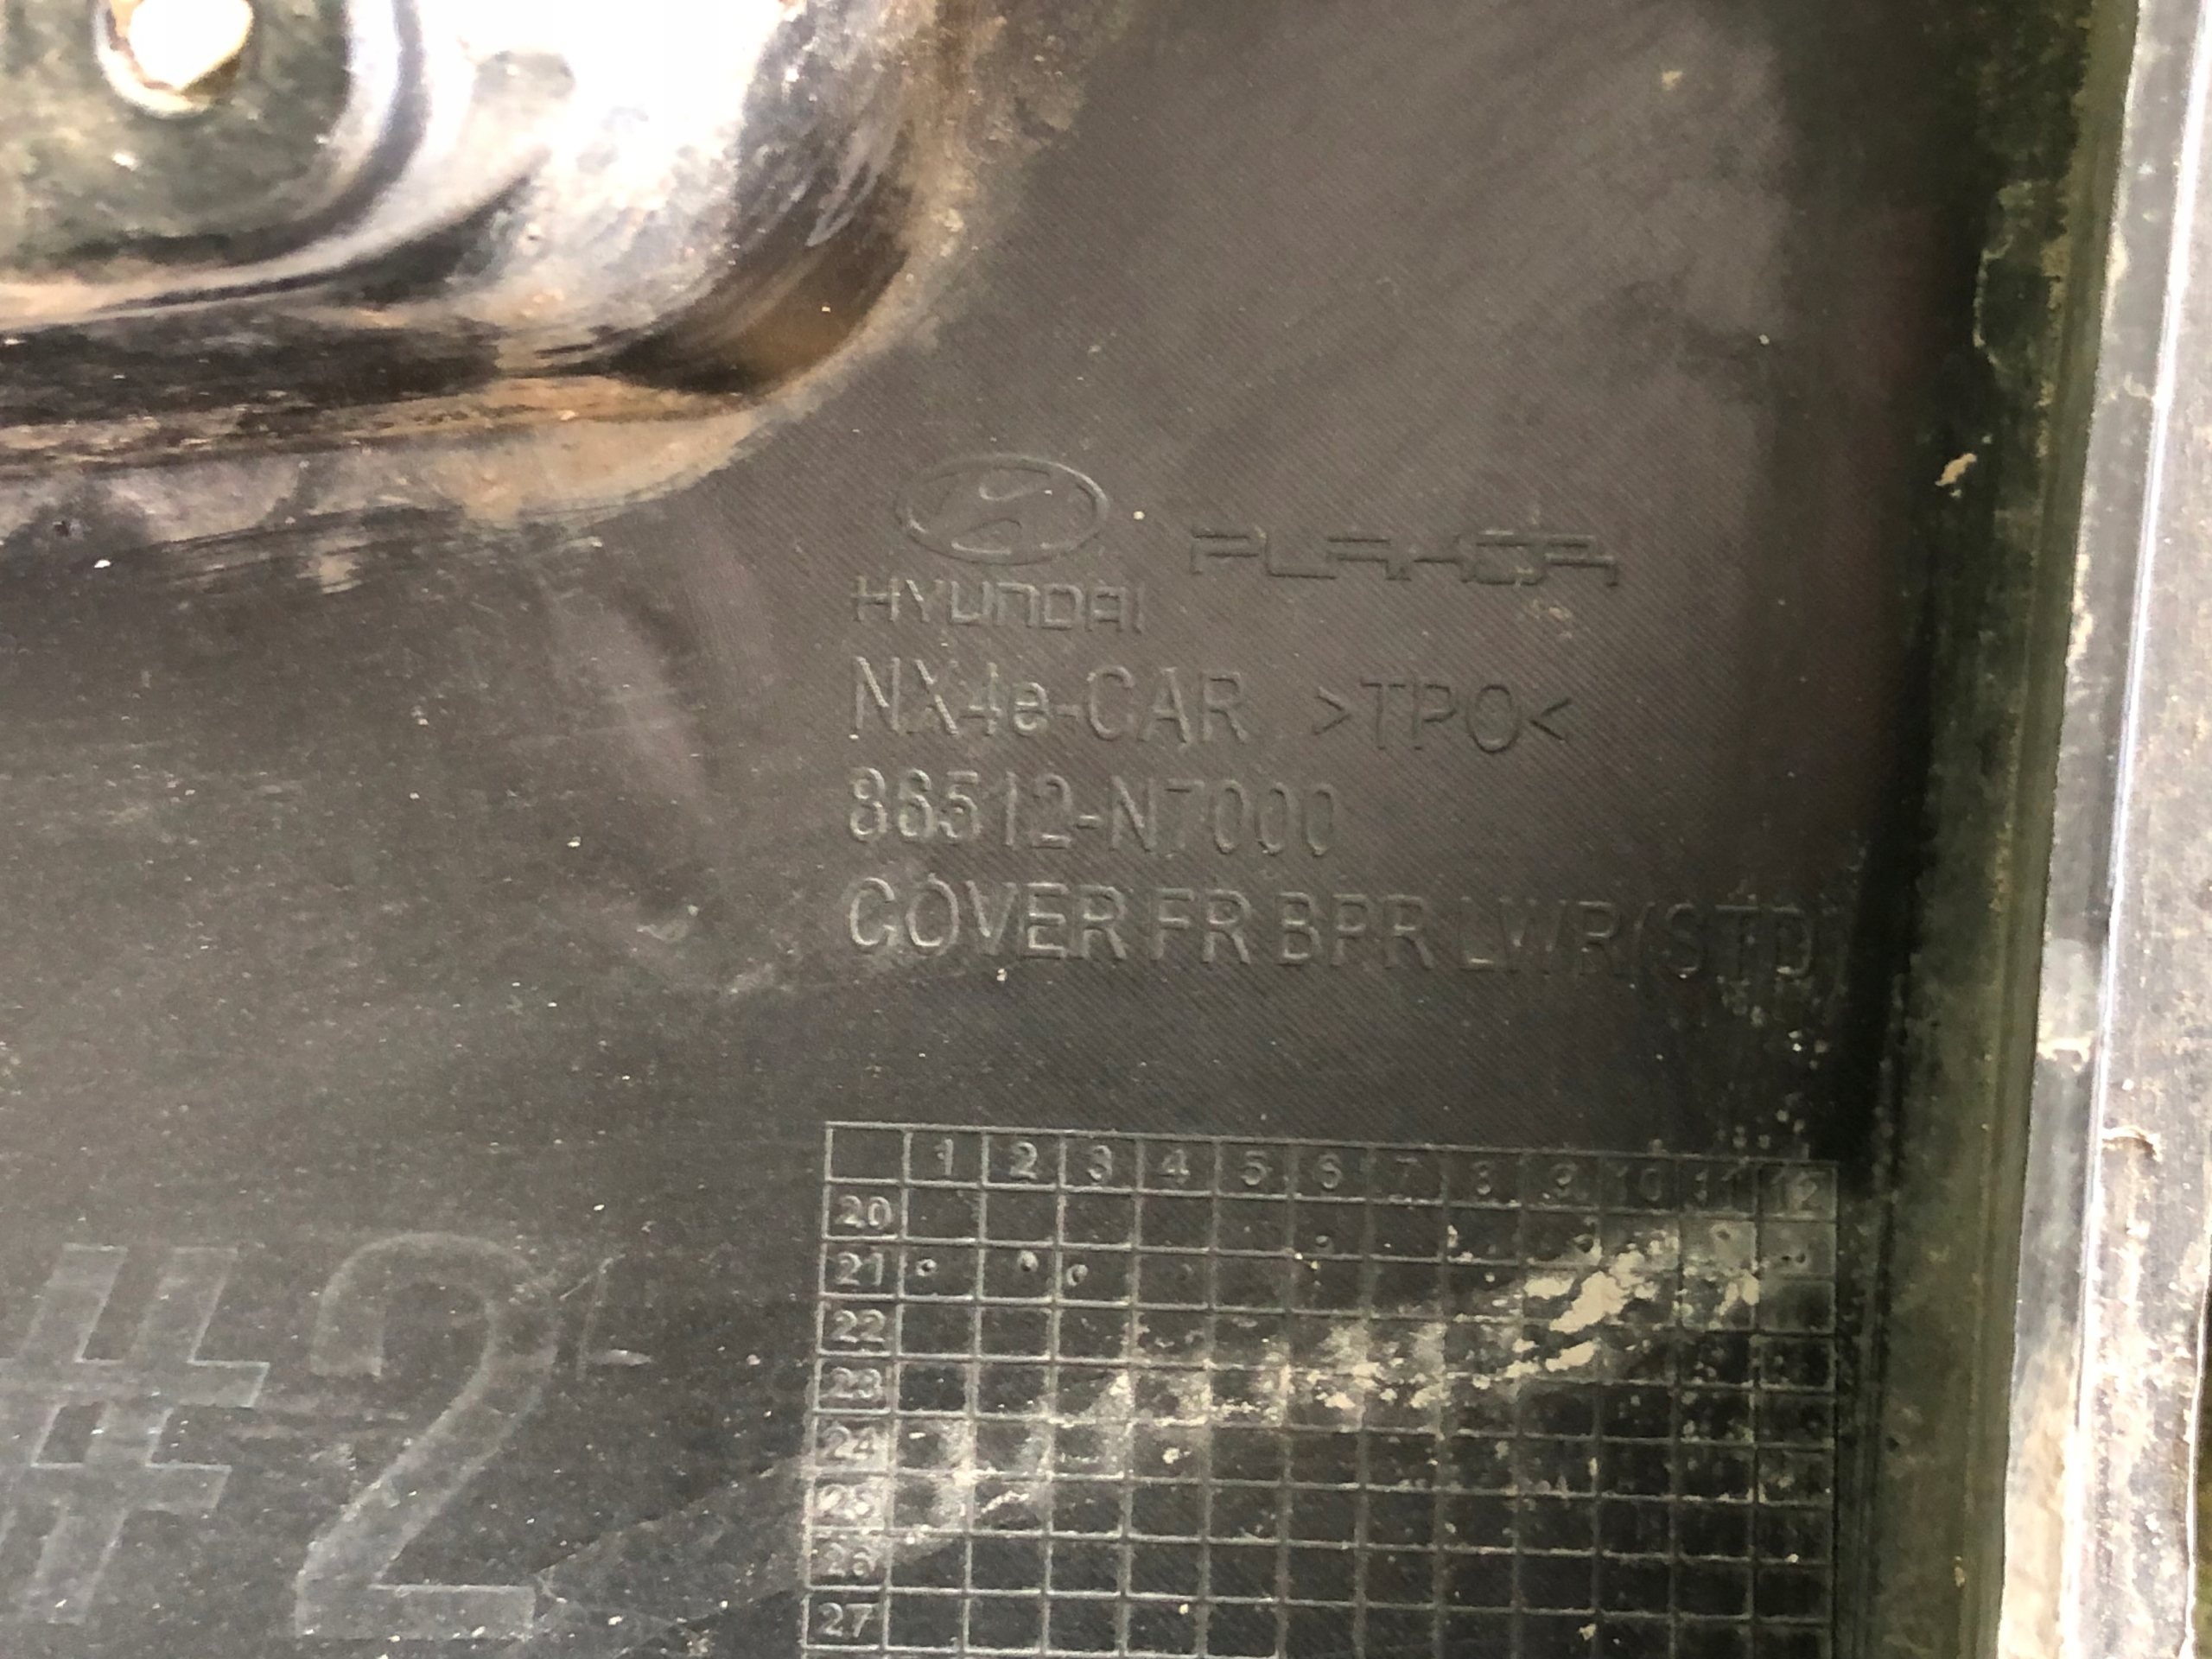 HYUNDAI PLAKOR
NX4e-CAR >TPO<
86512-N7000
COVER FR BPR LWR(STD)
1 2 3 4 5 6 7 8 9 10 11 12
20
21
22
23
24
25
26
27
#2